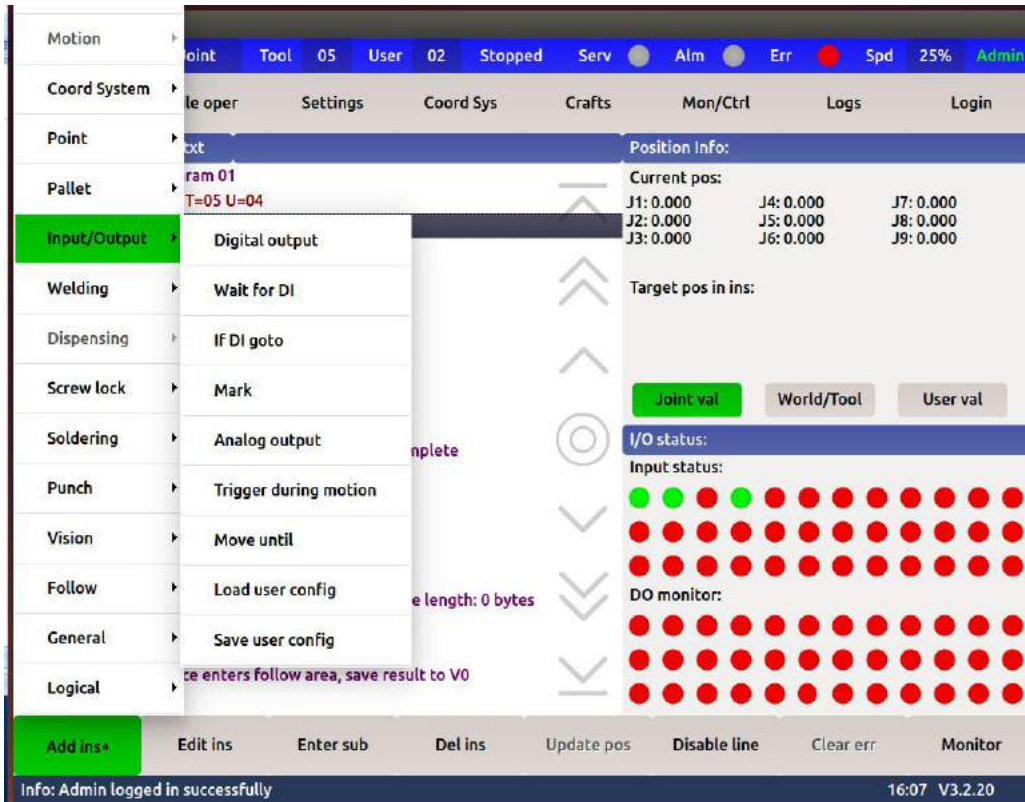 Motion
Joint Tool 05 User 02 Stopped Serv Alm Err Spd 25% Admin
Coord System
le oper Settings Coord Sys Crafts Mon/Ctrl Logs Login
Point
txt
Position Info:
ram 01
Current pos:
Pallet
T=05 U=04
J1: 0.000 J4: 0.000 J7: 0.000
J2: 0.000 J5: 0.000 J8: 0.000
J3: 0.000 J6: 0.000 J9: 0.000
Input/Output
Digital output
Welding
Wait for DI
Target pos in ins:
Dispensing
If DI goto
Screw lock
Mark
Joint val World/Tool User val
Soldering
Analog output
mplete
I/O status:
Input status:
Punch
Trigger during motion
Vision
Move until
Follow
Load user config
e length: 0 bytes
DO monitor:
General
Save user config
Logical
ce enters follow area, save result to V0
Add ins Edit ins Enter sub Del ins Update pos Disable line Clear err Monitor
Info: Admin logged in successfully 16:07 V3.2.20